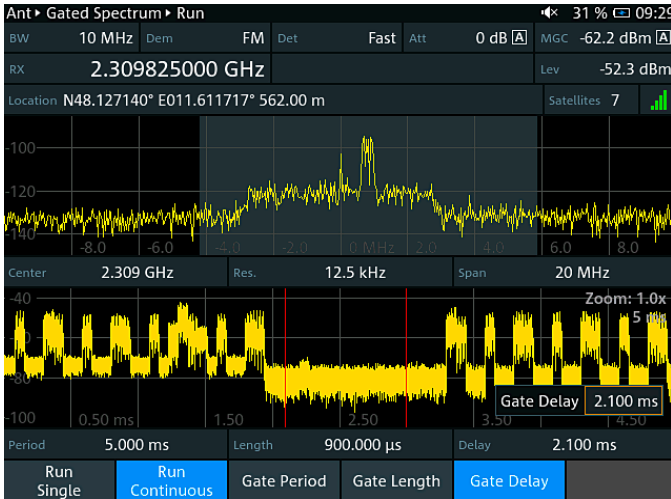 Ant ▸ Gated Spectrum ▸ Run 31 % 09:29
BW 10 MHz Dem FM Det Fast Att 0 dB A MGC -62.2 dBm A
RX 2.309825000 GHz Lev -52.3 dBm
Location N48.127140° E011.611717° 562.00 m Satellites 7
-100
-120
-140
-8.0 -6.0 -4.0 -2.0 0 MHz 2.0 4.0 6.0 8.0
Center 2.309 GHz Res. 12.5 kHz Span 20 MHz
-40 Zoom: 1.0x
-80
Gate Delay 2.100 ms
-100 0.50 ms 1.50 2.50 3.50 4.50
Period 5.000 ms Length 900.000 µs Delay 2.100 ms
Run Single Run Continuous Gate Period Gate Length Gate Delay